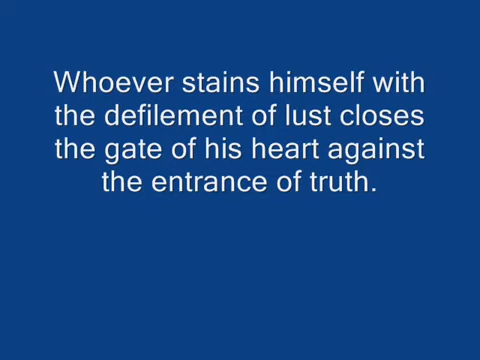 Whoever stains himself with
the defilement of lust closes
the gate of his heart against
the entrance of truth.